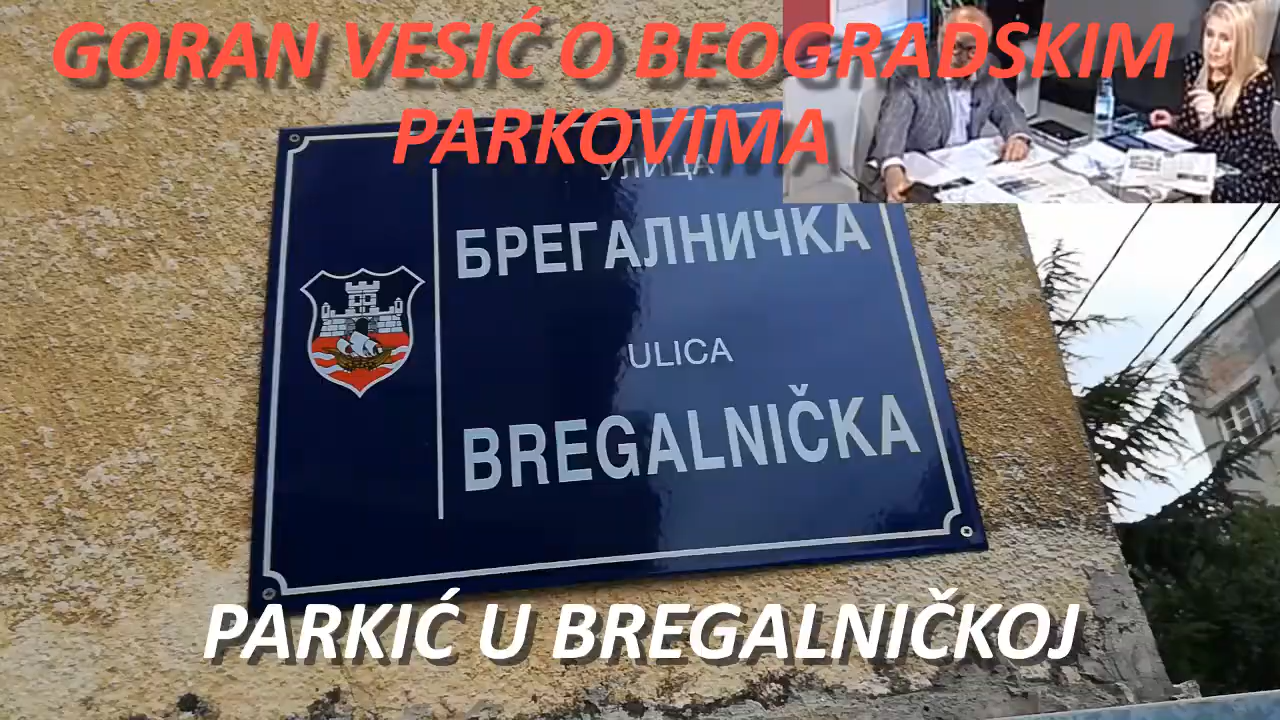 GORAN VESIĆ O BEOGRADSKIM
PARKOVIMA
УЛИЦА
БРЕГАЛНИЧКА
ULICA
BREGALNIČKA
PARKIĆ U BREGALNIČKOJ